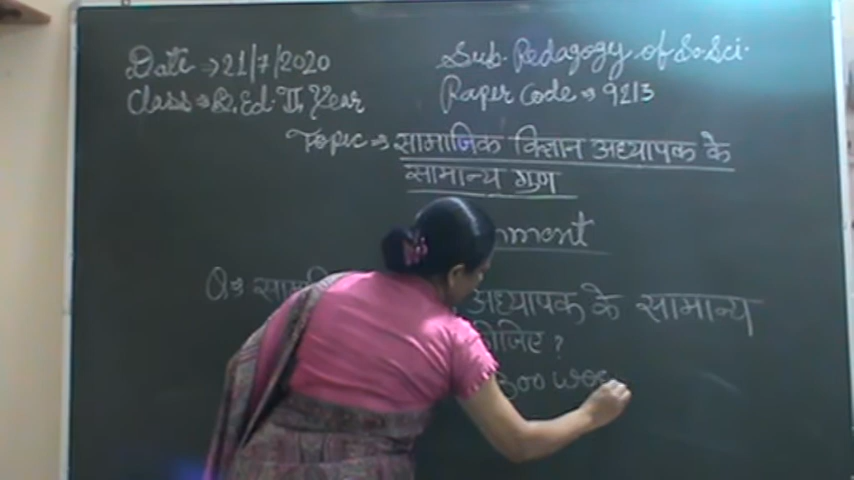 Date → 21/7/2020 Sub. Pedagogy of So.Sci.
Class → B.Ed. II Year Paper Code → 9213
Topic → सामाजिक विज्ञान अध्यापक के
सामान्य गुण
nment
Q → अध्यापक के सामान्य
?
300 wor